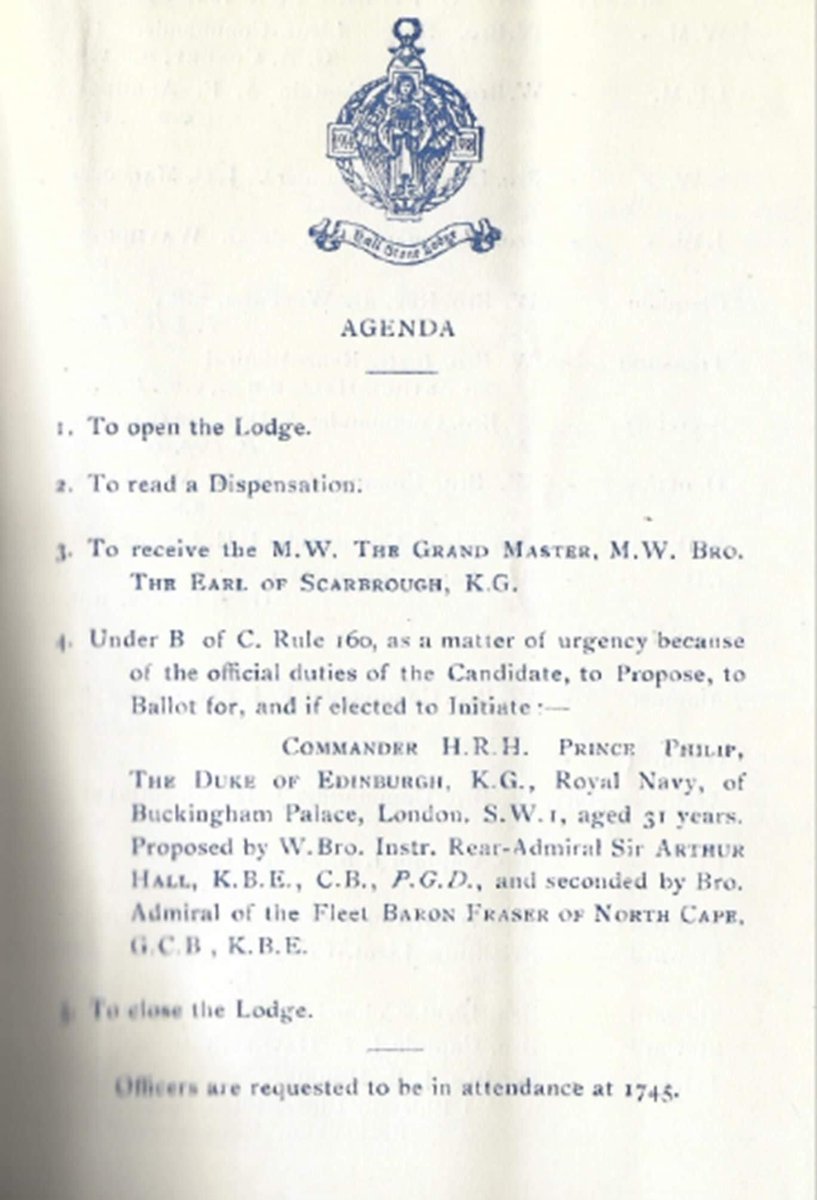 1914
1918
Hall Stone Lodge
AGENDA
1. To open the Lodge.
2. To read a Dispensation.
3. To receive the M.W. THE GRAND MASTER, M.W. BRO.
THE EARL OF SCARBROUGH, K.G.
4. Under B of C. Rule 160, as a matter of urgency because
of the official duties of the Candidate, to Propose, to
Ballot for, and if elected to Initiate :—
COMMANDER H.R.H. PRINCE PHILIP,
THE DUKE OF EDINBURGH, K.G., Royal Navy, of
Buckingham Palace, London. S.W.1, aged 31 years.
Proposed by W.Bro. Instr. Rear-Admiral Sir ARTHUR
HALL, K.B.E., C.B., P.G.D., and seconded by Bro.
Admiral of the Fleet BARON FRASER OF NORTH CAPE,
G.C.B., K.B.E.
5. To close the Lodge.
Officers are requested to be in attendance at 1745.